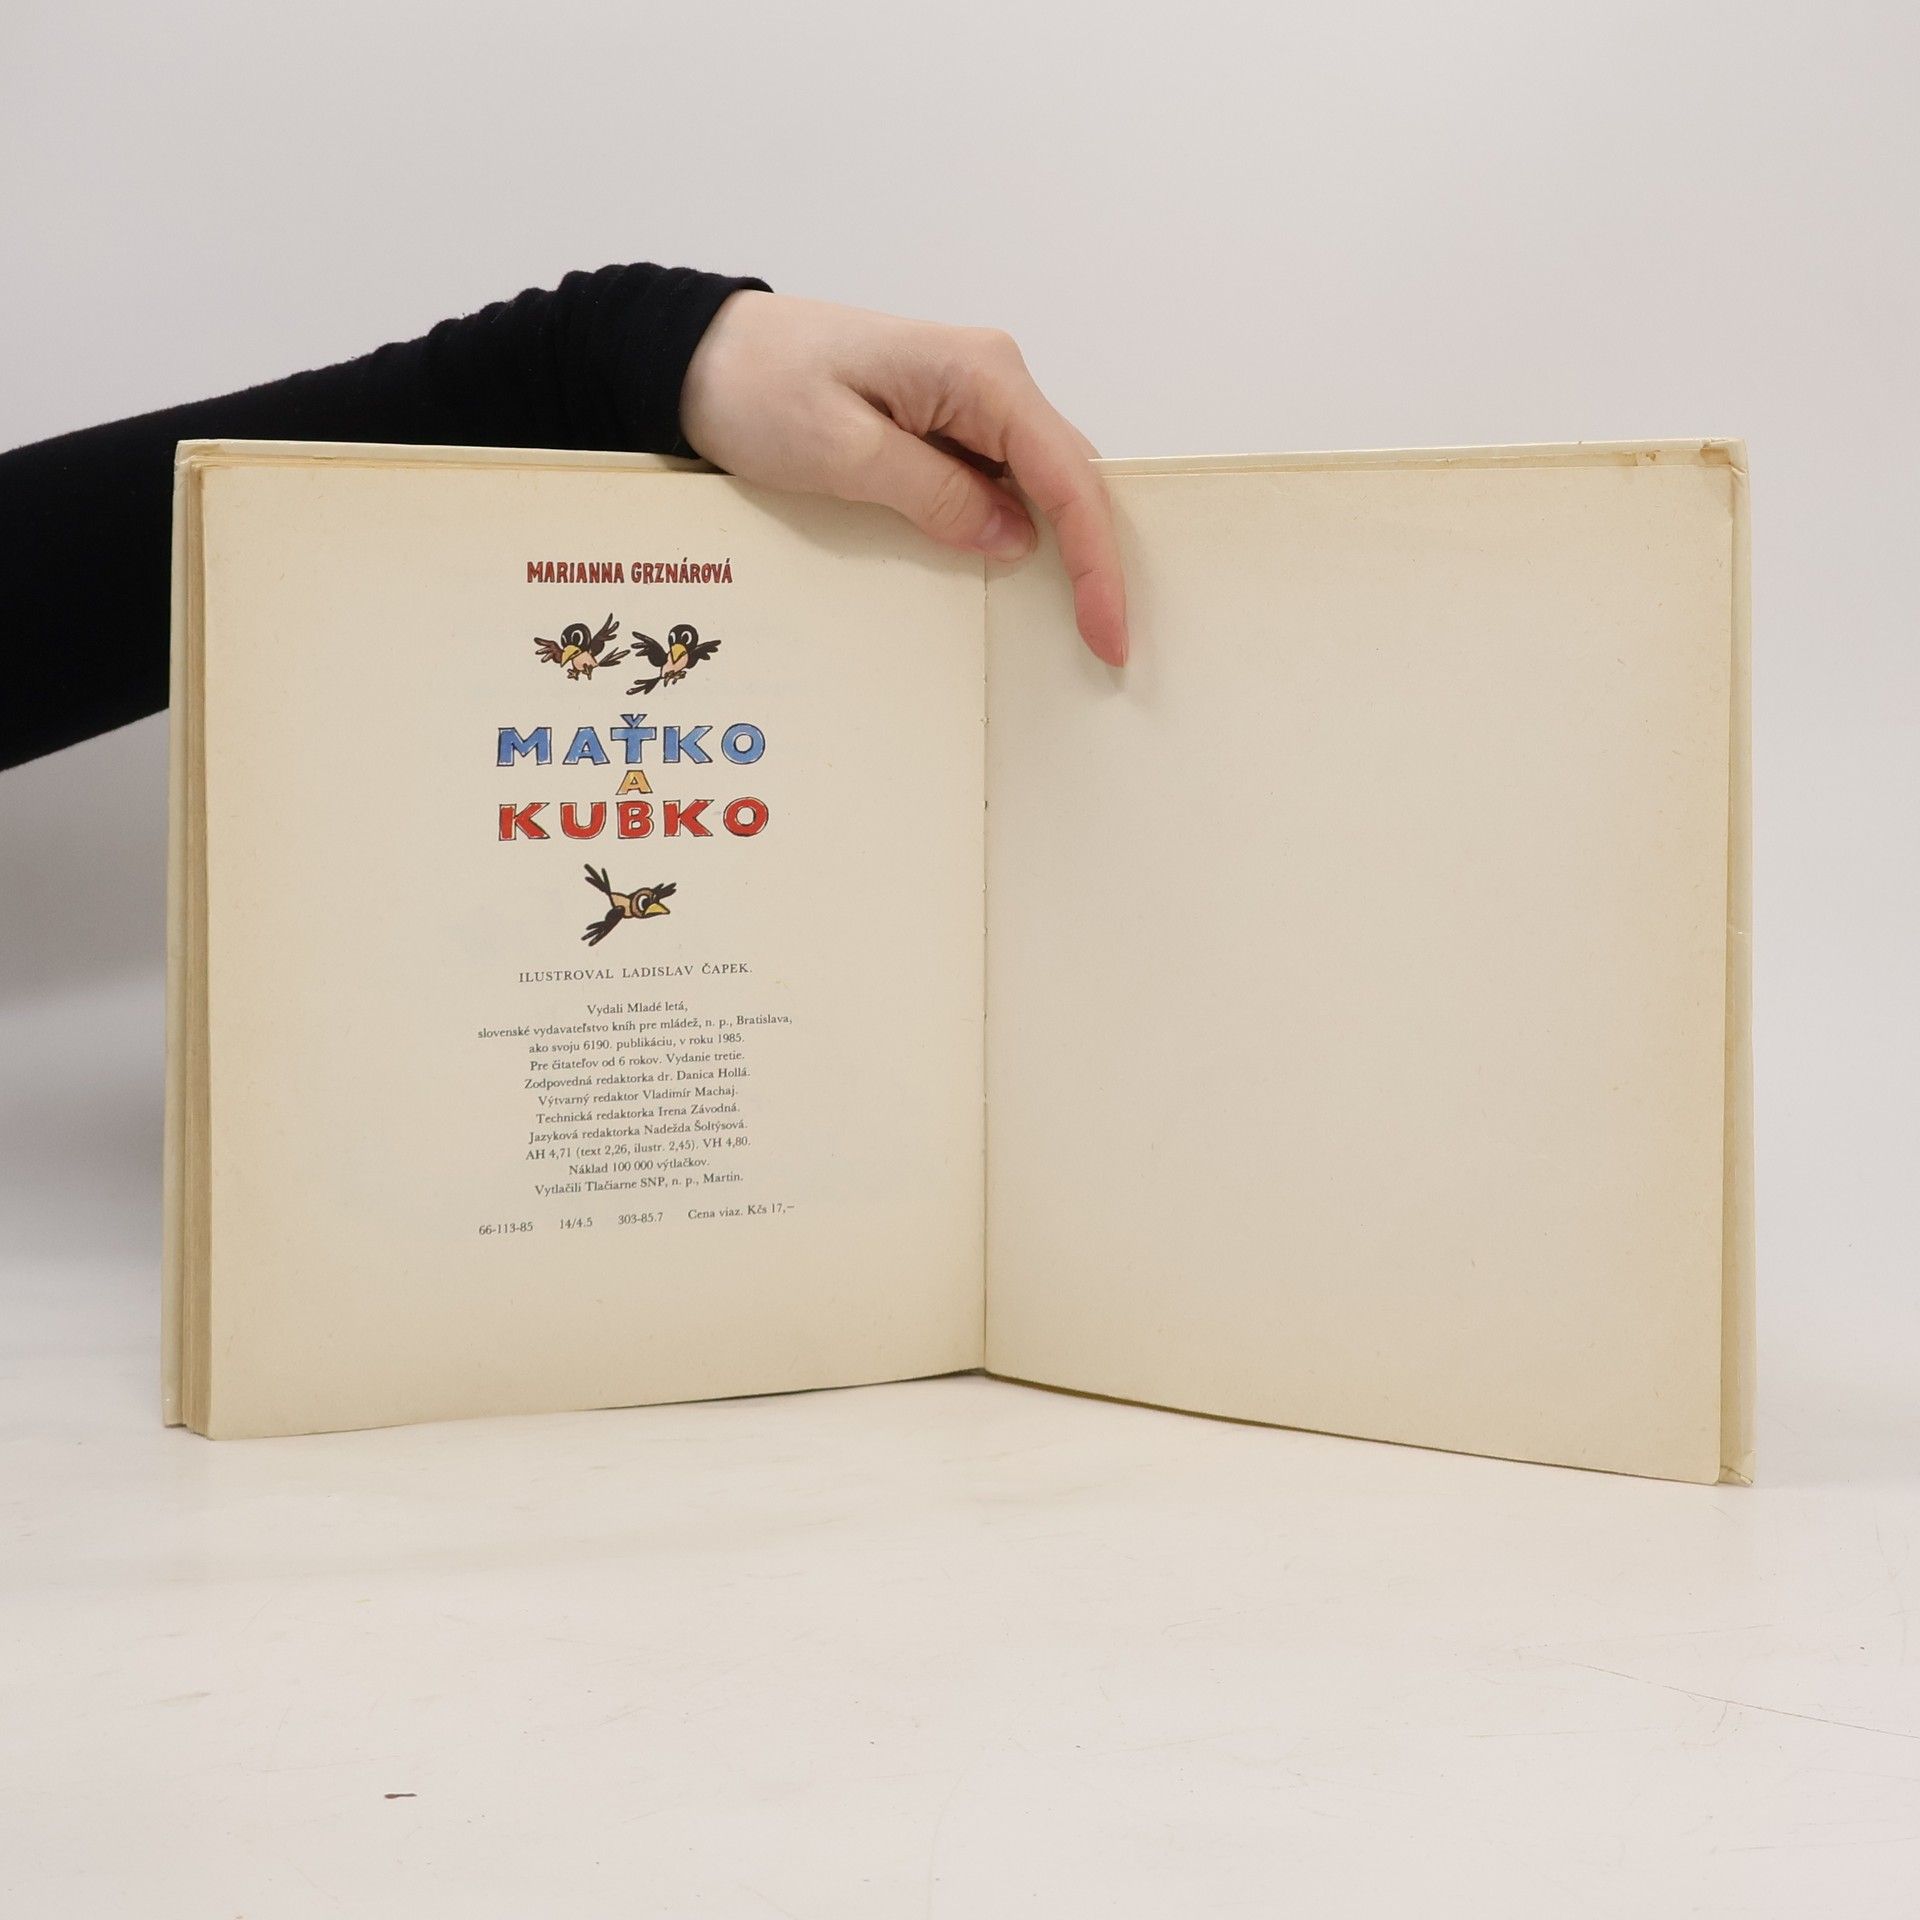 MARIANNA GRZNÁROVÁ
MAŤKO
A
KUBKO
ILUSTROVAL LADISLAV ČAPEK.
Vydali Mladé letá,
slovenské vydavateľstvo kníh pre mládež, n. p., Bratislava,
ako svoju 6190. publikáciu, v roku 1985.
Pre čitateľov od 6 rokov. Vydanie tretie.
Zodpovedná redaktorka dr. Danica Hollá.
Výtvarný redaktor Vladimír Machaj.
Technická redaktorka Irena Závodná.
Jazyková redaktorka Nadežda Šoltýsová.
AH 4,71 (text 2,26, ilustr. 2,45). VH 4,80.
Náklad 100 000 výtlačkov.
Vytlačili Tlačiarne SNP, n. p., Martin.
66-113-85 14/4.5 303-85.7 Cena viaz. Kčs 17,–